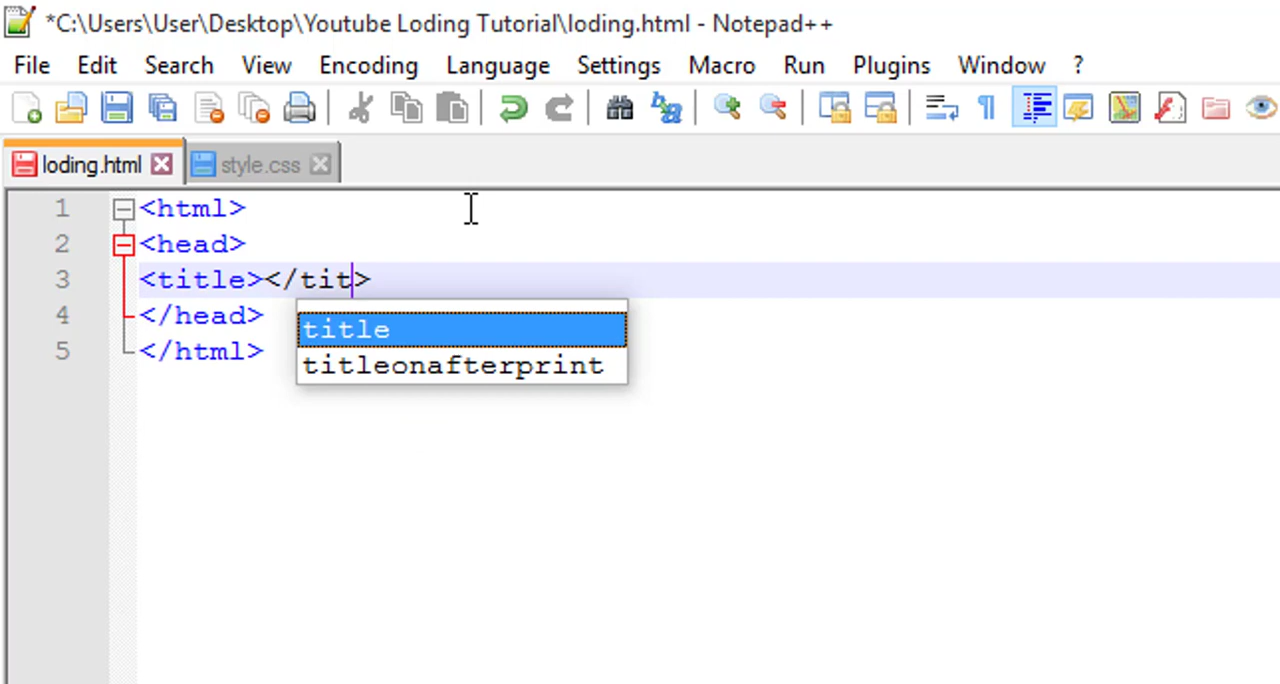 *C:\Users\User\Desktop\Youtube Loding Tutorial\loding.html - Notepad++
File Edit Search View Encoding Language Settings Macro Run Plugins Window ?
loding.html style.css
1 <html>
2 <head>
3 <title></tit>
4 </head>
5 </html>
title
titleonafterprint